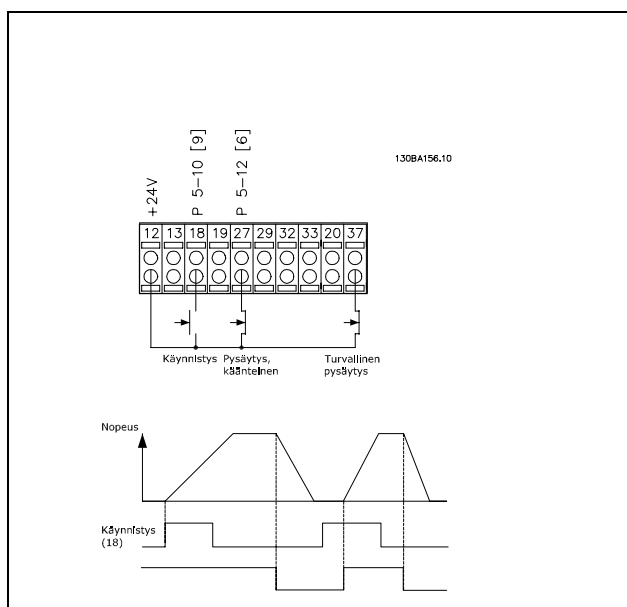 130BA156.10
+24V
P 5-10 [9]
P 5-12 [6]
12 13 18 19 27 29 32 33 20 37
Käynnistys
Pysäytys,
käänteinen
Turvallinen
pysäytys
Nopeus
Käynnistys
(18)